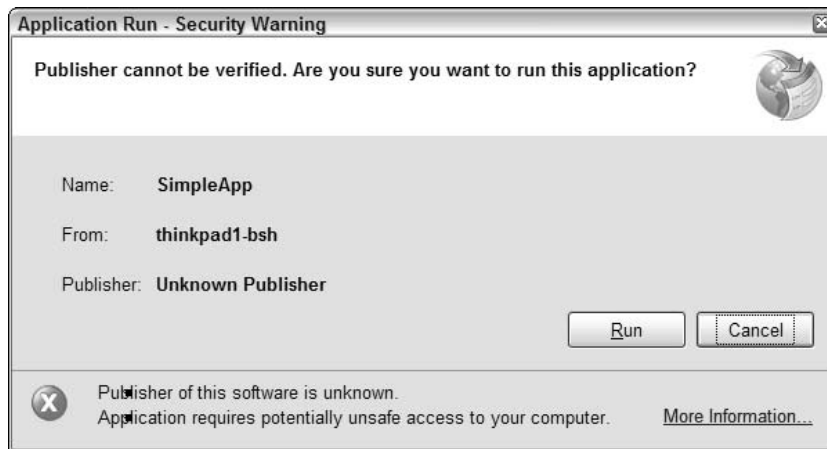 Application Run - Security Warning
Publisher cannot be verified. Are you sure you want to run this application?
Name: SimpleApp
From: thinkpad1-bsh
Publisher: Unknown Publisher
Run Cancel
Publisher of this software is unknown.
Application requires potentially unsafe access to your computer. More Information...